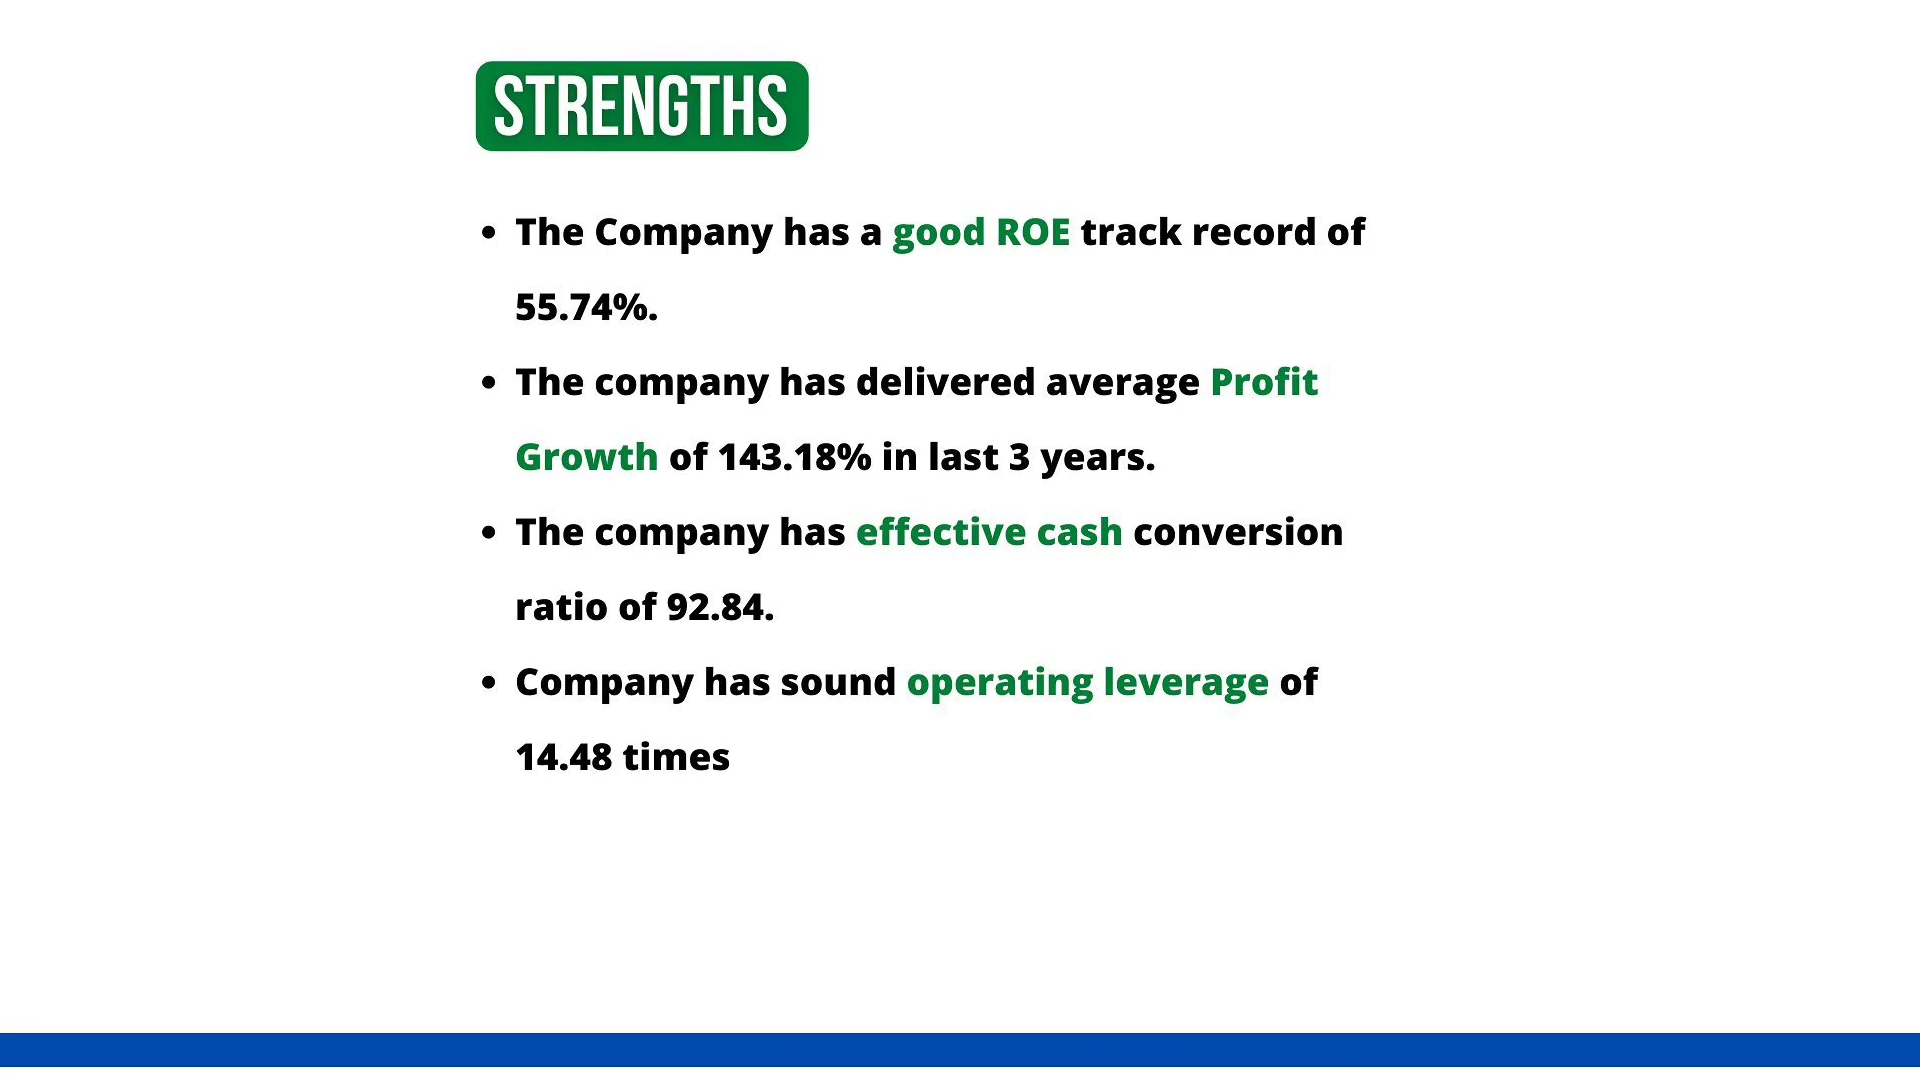 STRENGTHS
• The Company has a good ROE track record of
55.74%.
• The company has delivered average Profit
Growth of 143.18% in last 3 years.
• The company has effective cash conversion
ratio of 92.84.
• Company has sound operating leverage of
14.48 times